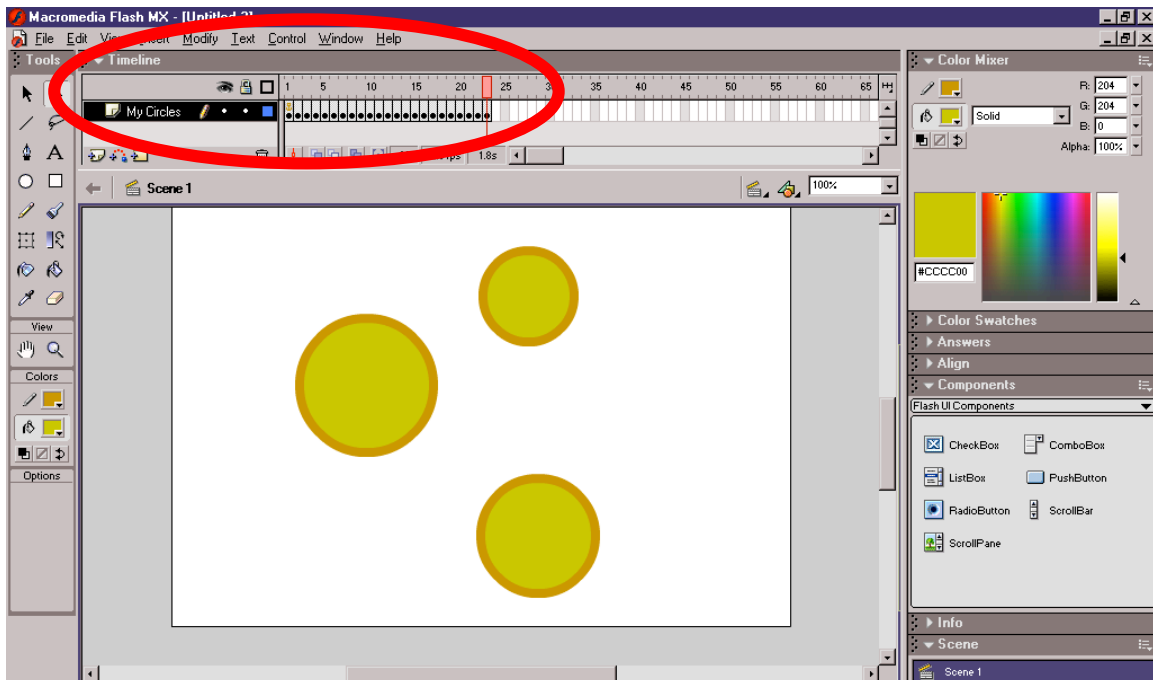 Macromedia Flash MX - [Untitled-2]
File Edit View Insert Modify Text Control Window Help
Tools
Timeline
Color Mixer
1 5 10 15 20 25 35 40 45 50 55 60 65
My Circles
1.8s
R: 204
G: 204
B: 0
Alpha: 100%
Solid
Scene 1
100%
#CCCC00
View
Colors
Options
Color Swatches
Answers
Align
Components
Flash UI Components
CheckBox ComboBox
ListBox PushButton
RadioButton ScrollBar
ScrollPane
Info
Scene
Scene 1